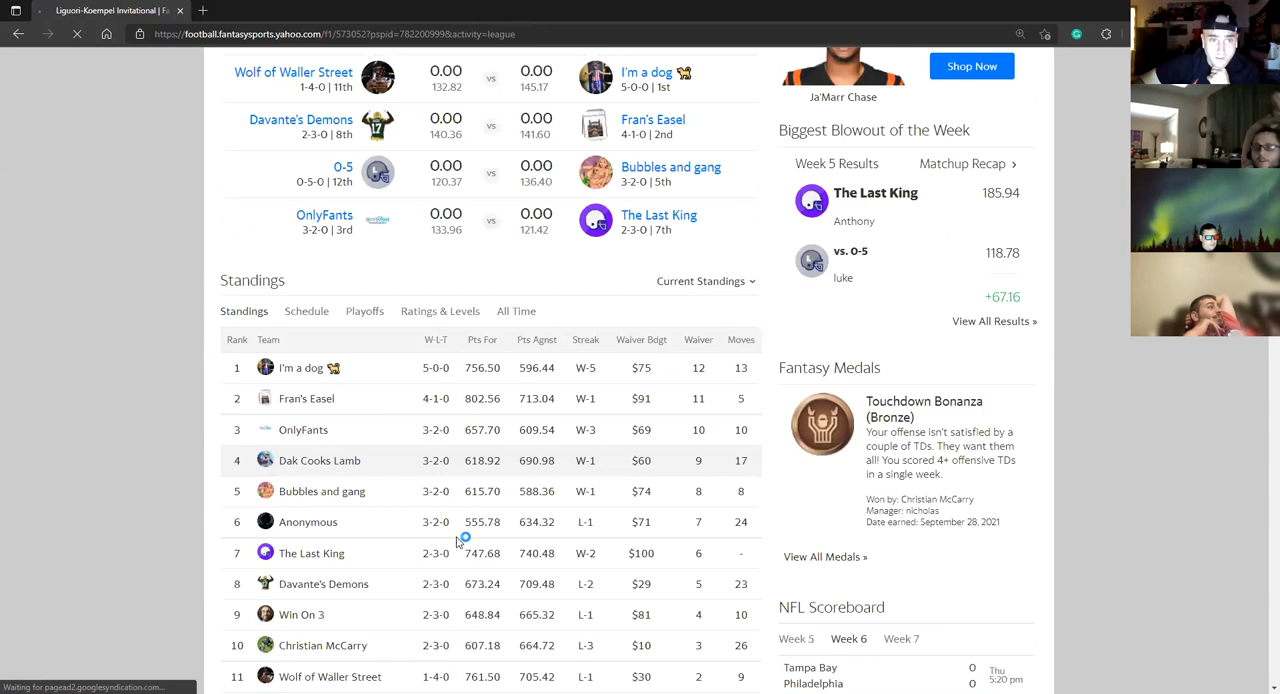 Liguori-Koempel Invitational | Fa
https://football.fantasysports.yahoo.com/f1/573052?pspid=782200999&activity=league
Wolf of Waller Street 0.00 vs 0.00 I'm a dog 🐕
1-4-0 | 11th 132.82 145.17 5-0-0 | 1st
Davante's Demons 0.00 vs 0.00 Fran's Easel
2-3-0 | 8th 140.36 141.60 4-1-0 | 2nd
0-5 0.00 vs 0.00 Bubbles and gang
0-5-0 | 12th 120.37 136.40 3-2-0 | 5th
OnlyFants 0.00 vs 0.00 The Last King
3-2-0 | 3rd 133.96 121.42 2-3-0 | 7th
Standings
Current Standings
Standings Schedule Playoffs Ratings & Levels All Time
Rank Team W-L-T Pts For Pts Agnst Streak Waiver Bdgt Waiver Moves
1 I'm a dog 🐕 5-0-0 756.50 596.44 W-5 $75 12 13
2 Fran's Easel 4-1-0 802.56 713.04 W-1 $91 11 5
3 OnlyFants 3-2-0 657.70 609.54 W-3 $69 10 10
4 Dak Cooks Lamb 3-2-0 618.92 690.98 W-1 $60 9 17
5 Bubbles and gang 3-2-0 615.70 588.36 W-1 $74 8 8
6 Anonymous 3-2-0 555.78 634.32 L-1 $71 7 24
7 The Last King 2-3-0 747.68 740.48 W-2 $100 6 -
8 Davante's Demons 2-3-0 673.24 709.48 L-2 $29 5 23
9 Win On 3 2-3-0 648.84 665.32 L-1 $81 4 10
10 Christian McCarry 2-3-0 607.18 664.72 L-3 $10 3 26
11 Wolf of Waller Street 1-4-0 761.50 705.42 L-1 $30 2 9
Shop Now
Ja'Marr Chase
Biggest Blowout of the Week
Week 5 Results Matchup Recap ›
The Last King 185.94
Anthony
vs. 0-5 118.78
luke
+67.16
View All Results »
Fantasy Medals
Touchdown Bonanza
(Bronze)
Your offense isn't satisfied by a
couple of TDs. They want them
all! You scored 4+ offensive TDs
in a single week.
Won by: Christian McCarry
Manager: nicholas
Date earned: September 28, 2021
View All Medals »
NFL Scoreboard
Week 5 Week 6 Week 7
Tampa Bay 0 Thu
Philadelphia 0 5:20 pm
Waiting for pagead2.googlesyndication.com...